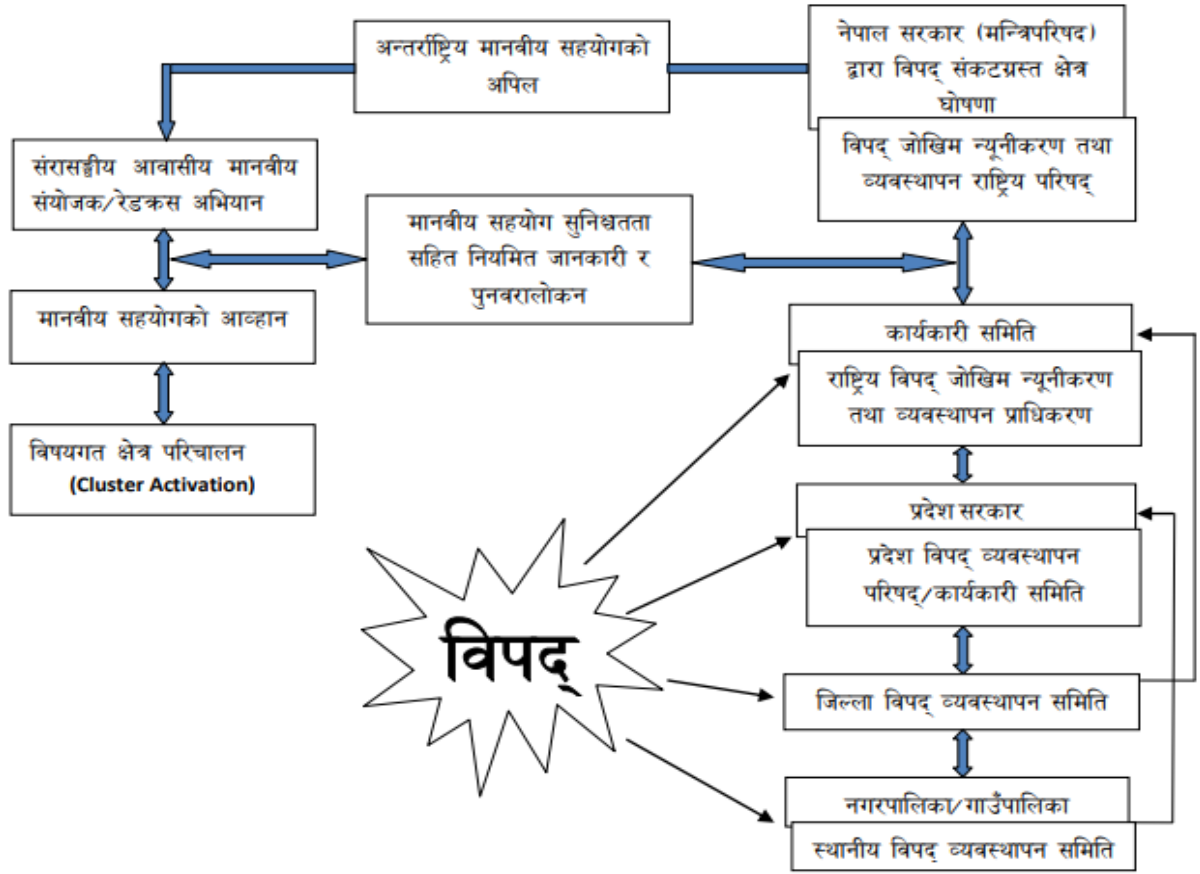 अन्तर्राष्ट्रिय मानवीय सहयोगको
अपिल
नेपाल सरकार (मन्त्रिपरिषद)
द्वारा विपद् संकटग्रस्त क्षेत्र
घोषणा
विपद् जोखिम न्यूनीकरण तथा
व्यवस्थापन राष्ट्रिय परिषद्
संरासङ्घीय आवासीय मानवीय
संयोजक/रेडक्रस अभियान
मानवीय सहयोग सुनिश्चतता
सहित नियमित जानकारी र
पुनवरालोकन
मानवीय सहयोगको आव्हान
विषयगत क्षेत्र परिचालन
(Cluster Activation)
कार्यकारी समिति
राष्ट्रिय विपद् जोखिम न्यूनीकरण
तथा व्यवस्थापन प्राधिकरण
प्रदेश सरकार
प्रदेश विपद् व्यवस्थापन
परिषद्/कार्यकारी समिति
विपद्
जिल्ला विपद् व्यवस्थापन समिति
नगरपालिका/गाउँपालिका
स्थानीय विपद् व्यवस्थापन समिति